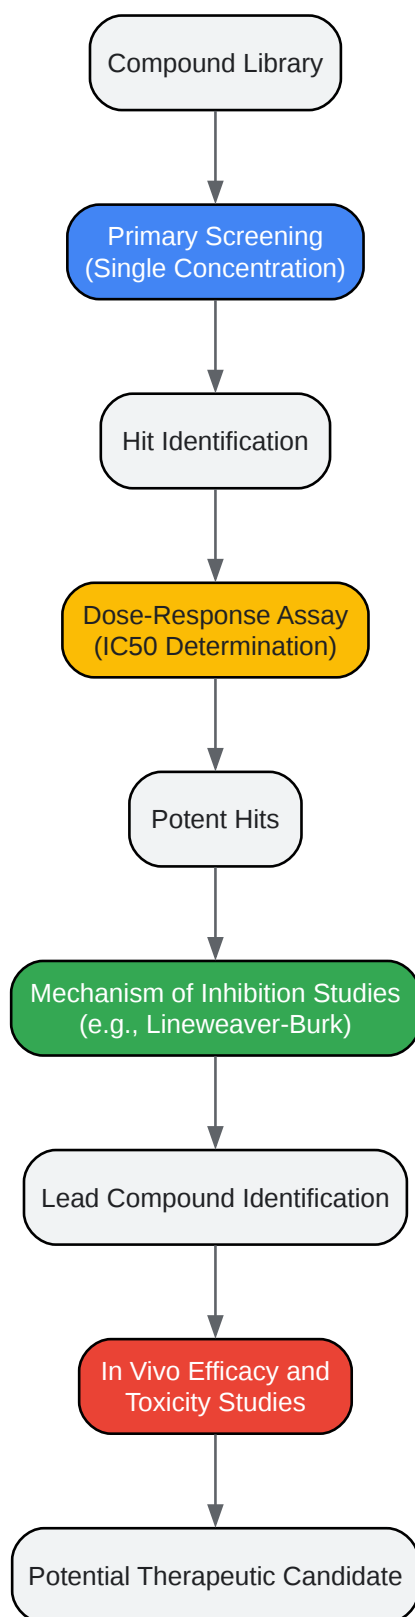 Compound Library
Primary Screening
(Single Concentration)
Hit Identification
Dose-Response Assay
(IC50 Determination)
Potent Hits
Mechanism of Inhibition Studies
(e.g., Lineweaver-Burk)
Lead Compound Identification
In Vivo Efficacy and
Toxicity Studies
Potential Therapeutic Candidate